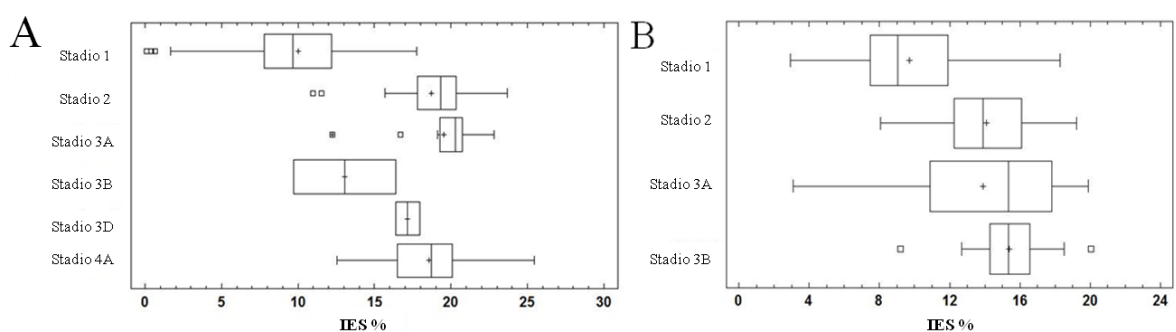 A
Stadio 1
Stadio 2
Stadio 3A
Stadio 3B
Stadio 3D
Stadio 4A
0 5 10 15 20 25 30
IES %
B
Stadio 1
Stadio 2
Stadio 3A
Stadio 3B
0 4 8 12 16 20 24
IES %